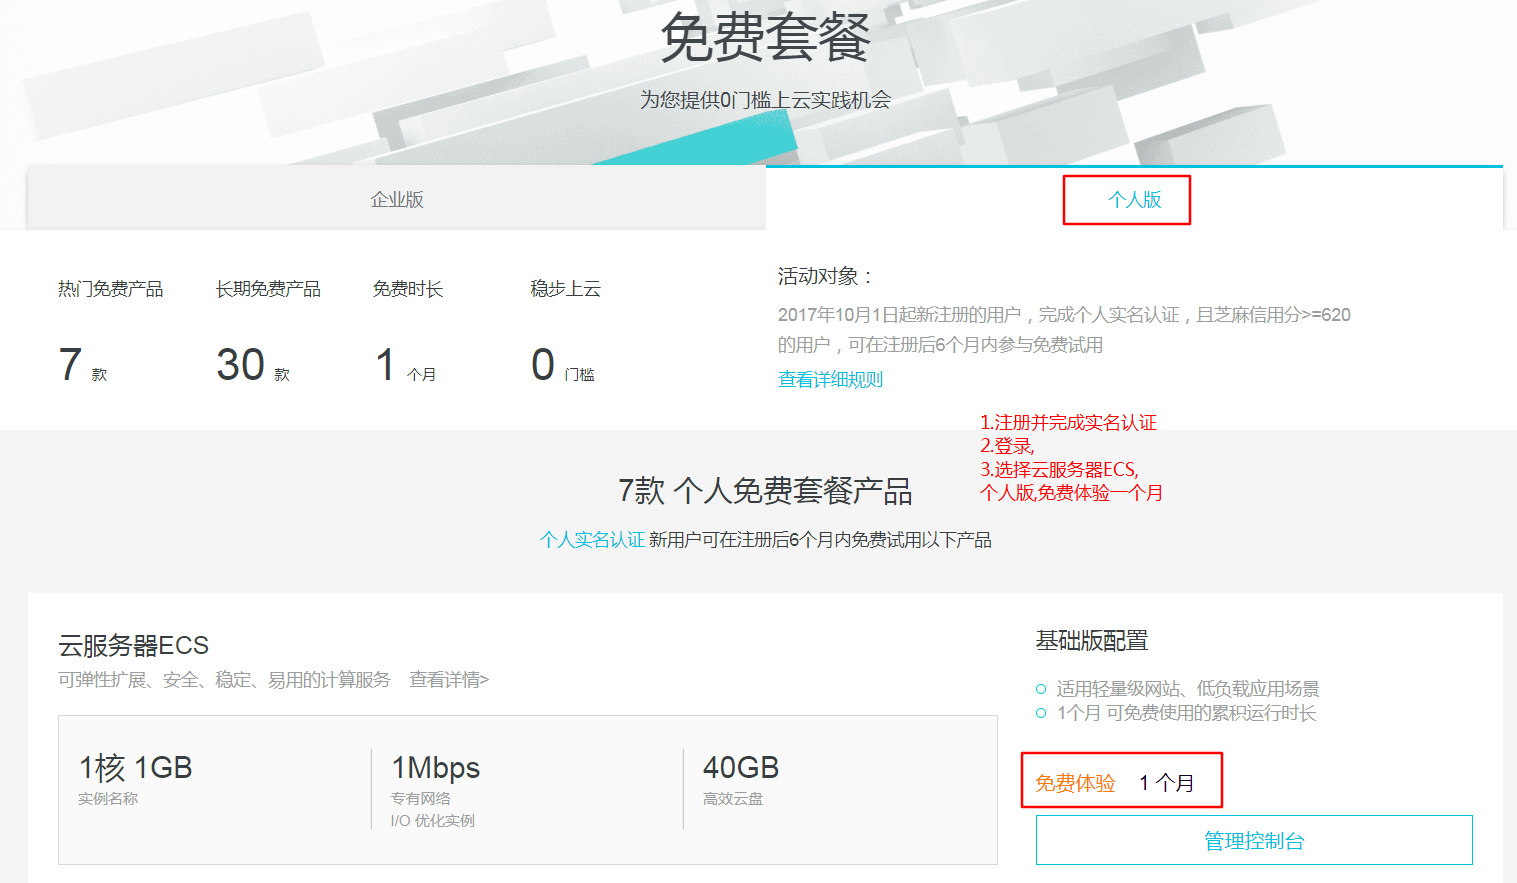 免费套餐
为您提供0门槛上云实践机会
企业版
个人版
热门免费产品 长期免费产品 免费时长 稳步上云
7 款 30 款 1 个月 0 门槛
活动对象：
2017年10月1日起新注册的用户，完成个人实名认证，且芝麻信用分>=620
的用户，可在注册后6个月内参与免费试用
查看详细规则
1.注册并完成实名认证
2.登录,
3.选择云服务器ECS,
个人版,免费体验一个月
7款 个人免费套餐产品
个人实名认证 新用户可在注册后6个月内免费试用以下产品
云服务器ECS
可弹性扩展、安全、稳定、易用的计算服务 查看详情>
1核 1GB
实例名称
1Mbps
专有网络
I/O 优化实例
40GB
高效云盘
基础版配置
适用轻量级网站、低负载应用场景
1个月 可免费使用的累积运行时长
免费体验 1 个月
管理控制台